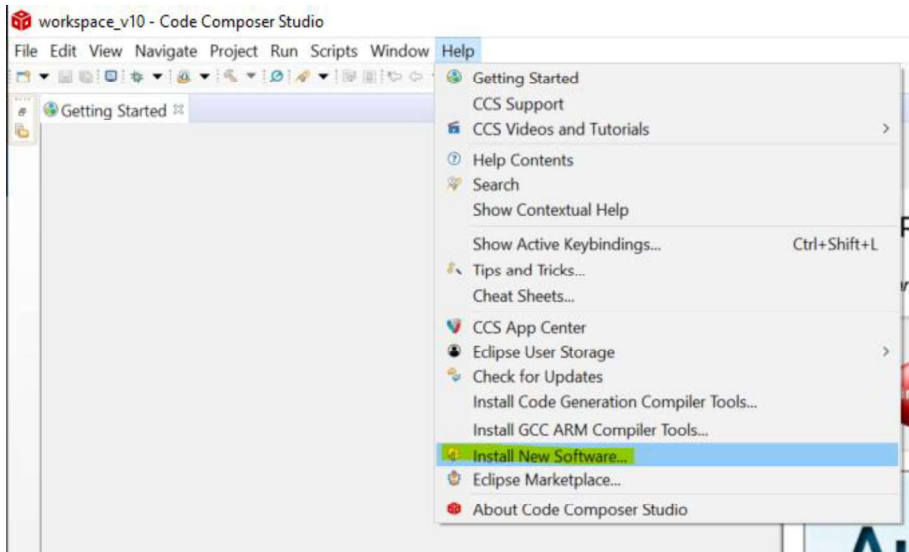 workspace_v10 - Code Composer Studio
File Edit View Navigate Project Run Scripts Window Help
Getting Started
Getting Started
CCS Support
CCS Videos and Tutorials
Help Contents
Search
Show Contextual Help
Show Active Keybindings... Ctrl+Shift+L
Tips and Tricks...
Cheat Sheets...
CCS App Center
Eclipse User Storage
Check for Updates
Install Code Generation Compiler Tools...
Install GCC ARM Compiler Tools...
Install New Software...
Eclipse Marketplace...
About Code Composer Studio